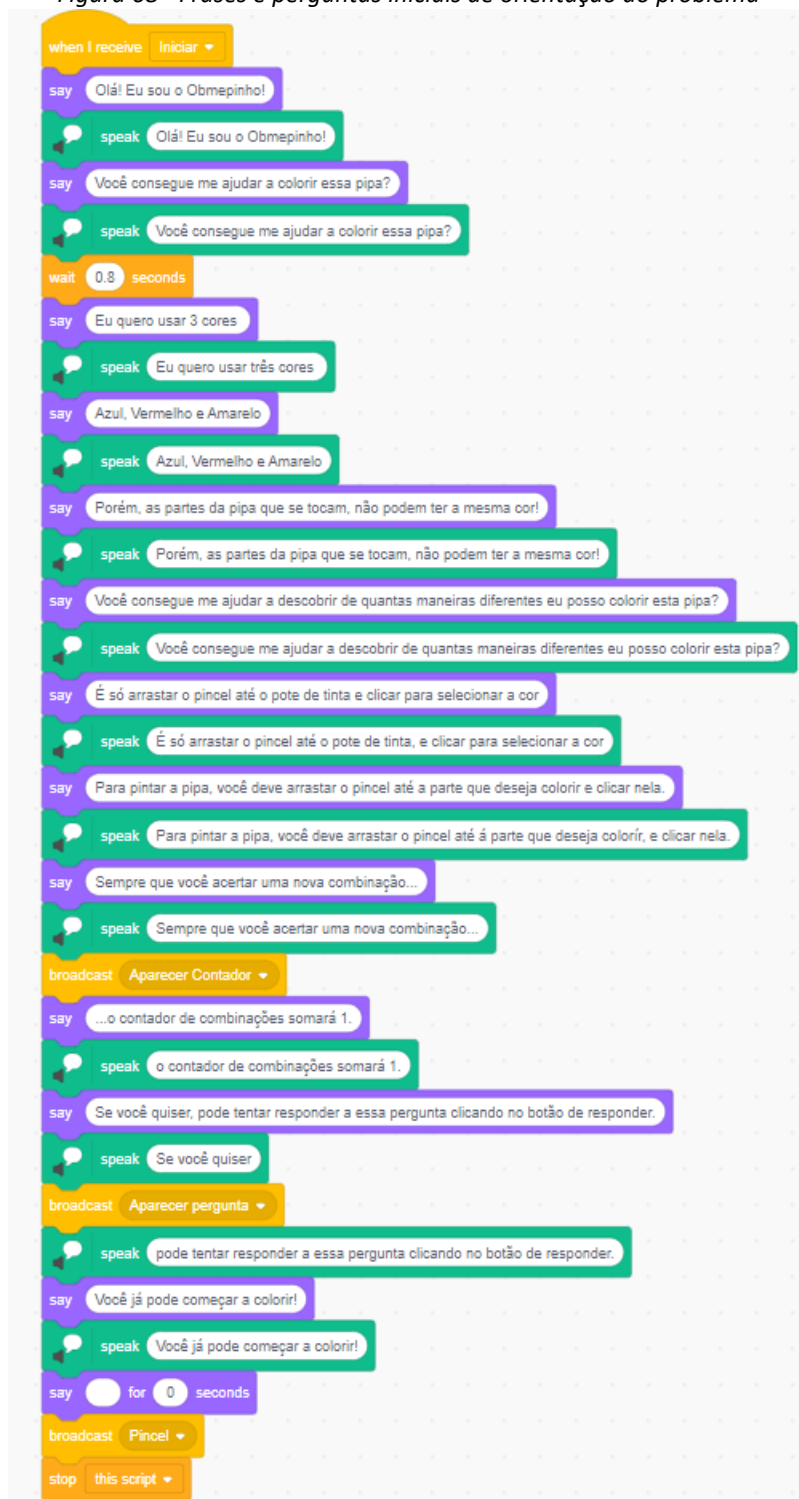 Figura 68 - Frases e perguntas iniciais de orientação do problema
when I receive Iniciar
say Olá! Eu sou o Obmepinho!
speak Olá! Eu sou o Obmepinho!
say Você consegue me ajudar a colorir essa pipa?
speak Você consegue me ajudar a colorir essa pipa?
wait 0.8 seconds
say Eu quero usar 3 cores
speak Eu quero usar três cores
say Azul, Vermelho e Amarelo
speak Azul, Vermelho e Amarelo
say Porém, as partes da pipa que se tocam, não podem ter a mesma cor!
speak Porém, as partes da pipa que se tocam, não podem ter a mesma cor!
say Você consegue me ajudar a descobrir de quantas maneiras diferentes eu posso colorir esta pipa?
speak Você consegue me ajudar a descobrir de quantas maneiras diferentes eu posso colorir esta pipa?
say É só arrastar o pincel até o pote de tinta e clicar para selecionar a cor
speak É só arrastar o pincel até o pote de tinta, e clicar para selecionar a cor
say Para pintar a pipa, você deve arrastar o pincel até a parte que deseja colorir e clicar nela.
speak Para pintar a pipa, você deve arrastar o pincel até á parte que deseja colorír, e clicar nela.
say Sempre que você acertar uma nova combinação...
speak Sempre que você acertar uma nova combinação...
broadcast Aparecer Contador
say ...o contador de combinações somará 1.
speak o contador de combinações somará 1.
say Se você quiser, pode tentar responder a essa pergunta clicando no botão de responder.
speak Se você quiser
broadcast Aparecer pergunta
speak pode tentar responder a essa pergunta clicando no botão de responder.
say Você já pode começar a colorir!
speak Você já pode começar a colorir!
say for 0 seconds
broadcast Pincel
stop this script